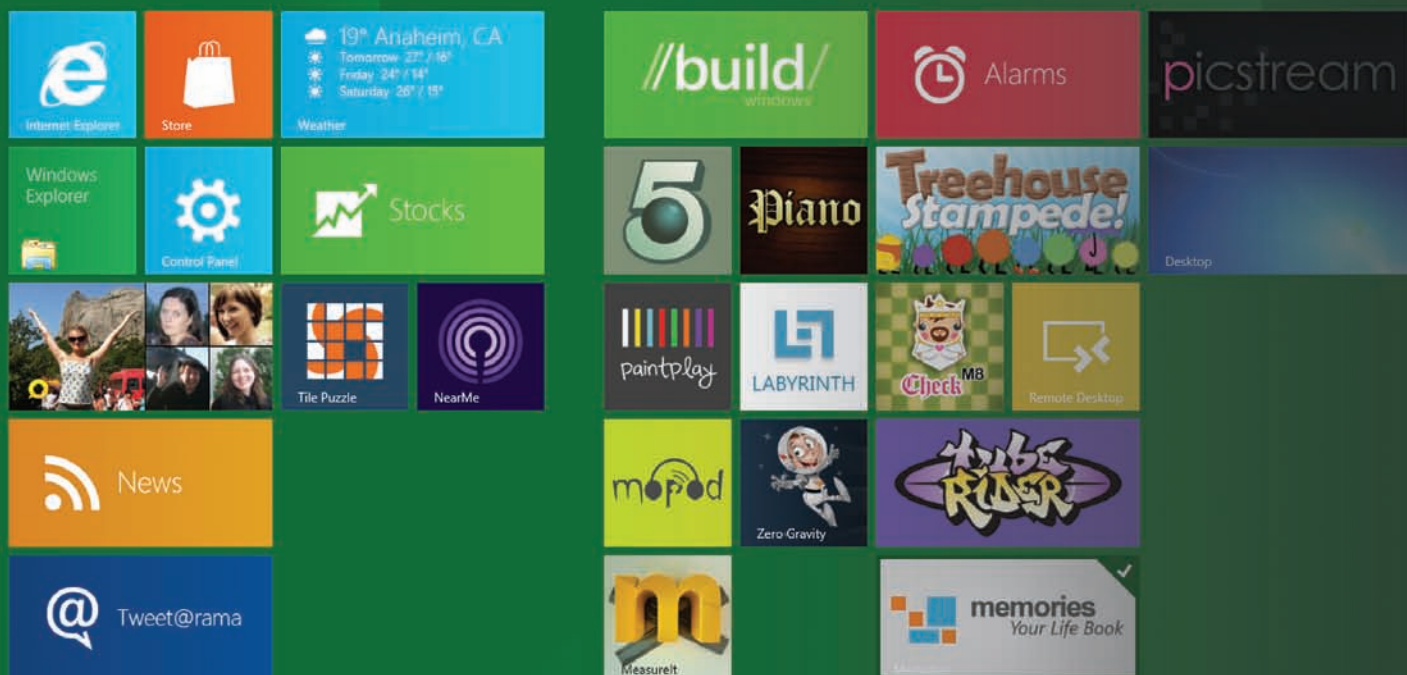 Internet Explorer
Store
19° Anaheim, CA
Tomorrow 27° / 16°
Friday 24° / 14°
Saturday 26° / 15°
Weather
//build/
windows
Alarms
picstream
Windows
Explorer
Control Panel
Stocks
5
Piano
Treehouse
Stampede!
Desktop
Tile Puzzle
NearMe
paintplay
LABYRINTH
Check M8
Remote Desktop
News
mopod
Zero Gravity
tube
RiDER
@ Tweet@rama
m
MeasureIt
memories
Your Life Book